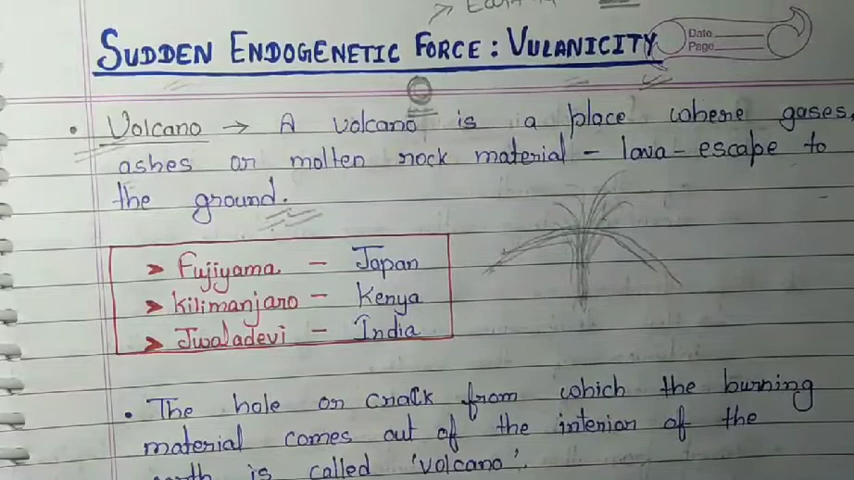 SUDDEN ENDOGENETIC FORCE : VULANICITY
Date
Page
• Volcano → A volcano is a place where gases,
ashes or molten rock material - lava - escape to
the ground.
➤ Fujiyama - Japan
➤ Kilimanjaro - Kenya
➤ Jwaladevi - India
• The hole or crack from which the burning
material comes out of the interior of the
earth is called 'volcano'.